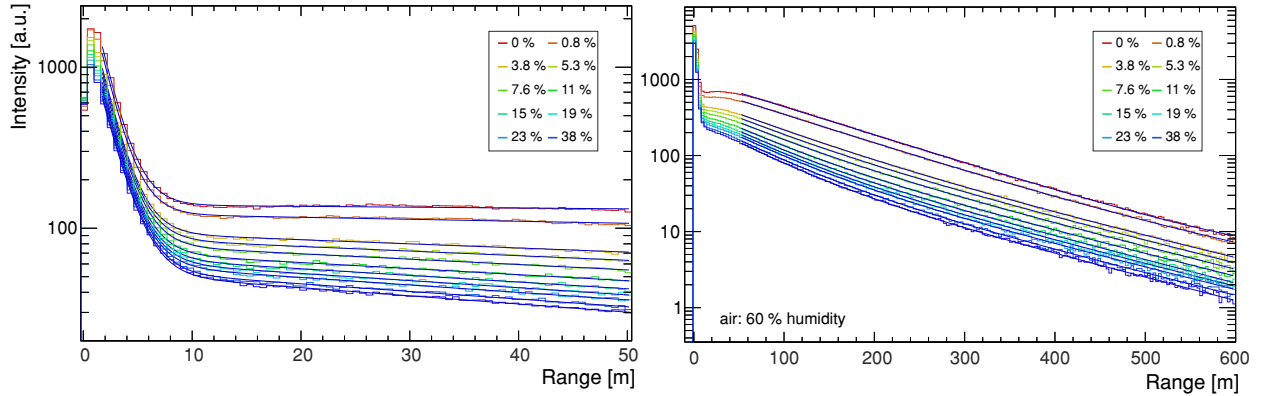 Intensity [a.u.]
1000
100
0 % 0.8 %
3.8 % 5.3 %
7.6 % 11 %
15 % 19 %
23 % 38 %
0 10 20 30 40 50
Range [m]
1000
100
10
1
0 % 0.8 %
3.8 % 5.3 %
7.6 % 11 %
15 % 19 %
23 % 38 %
air: 60 % humidity
0 100 200 300 400 500 600
Range [m]